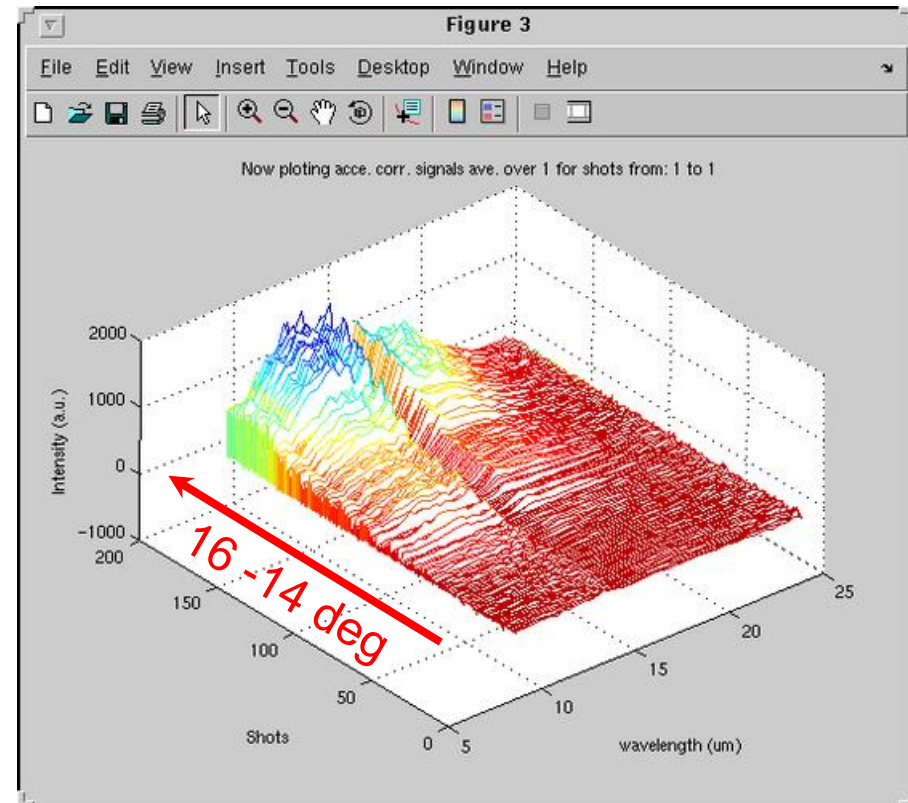 Figure 3
File Edit View Insert Tools Desktop Window Help
Now ploting acce. corr. signals ave. over 1 for shots from: 1 to 1
2000
1000
0
-1000
Intensity (a.u.)
200
150
100
50
0
Shots
5
10
15
20
25
wavelength (um)
16 -14 deg